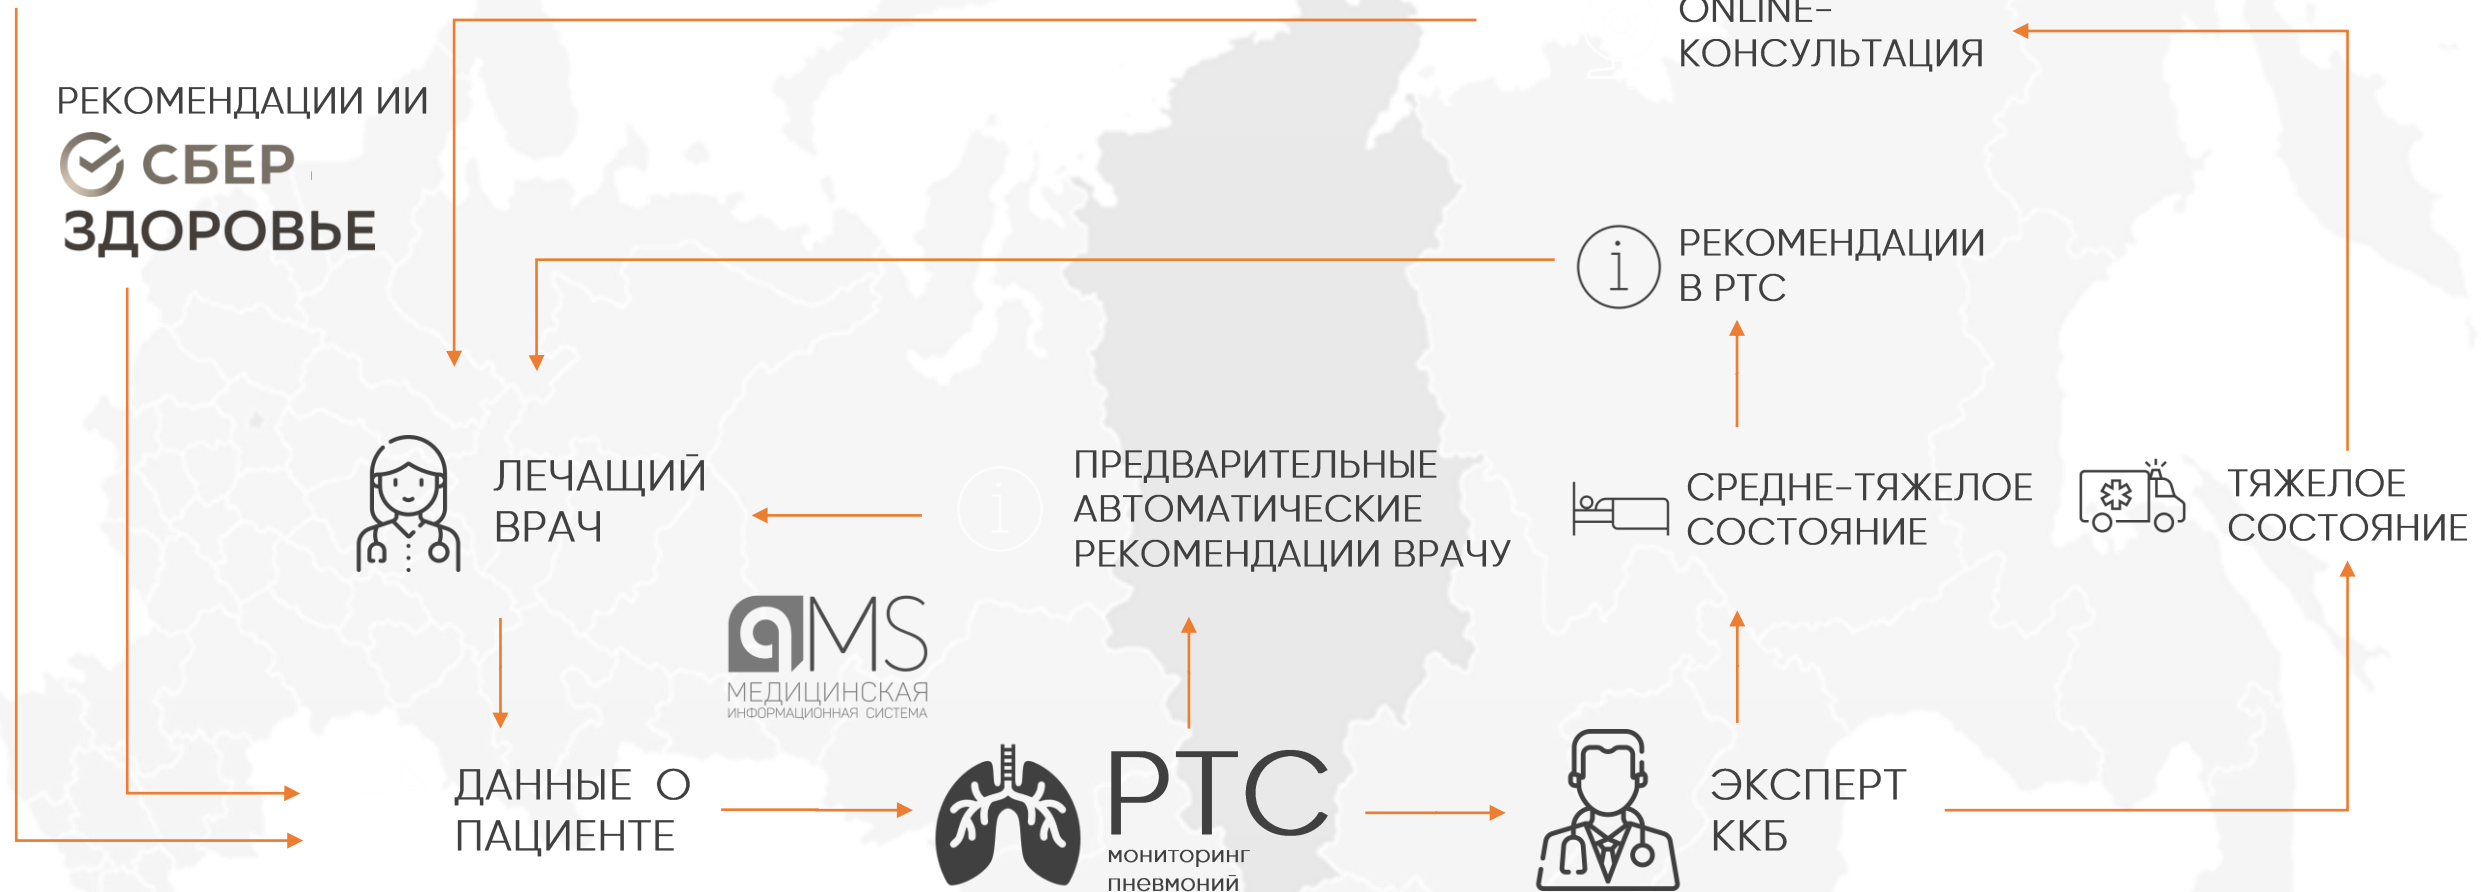 ONLINE-
КОНСУЛЬТАЦИЯ
РЕКОМЕНДАЦИИ ИИ
СБЕР
ЗДОРОВЬЕ
РЕКОМЕНДАЦИИ
В РТС
ЛЕЧАЩИЙ
ВРАЧ
ПРЕДВАРИТЕЛЬНЫЕ
АВТОМАТИЧЕСКИЕ
РЕКОМЕНДАЦИИ ВРАЧУ
СРЕДНЕ-ТЯЖЕЛОЕ
СОСТОЯНИЕ
ТЯЖЕЛОЕ
СОСТОЯНИЕ
qMS
МЕДИЦИНСКАЯ
ИНФОРМАЦИОННАЯ СИСТЕМА
ДАННЫЕ О
ПАЦИЕНТЕ
РТС
мониторинг
пневмоний
ЭКСПЕРТ
ККБ